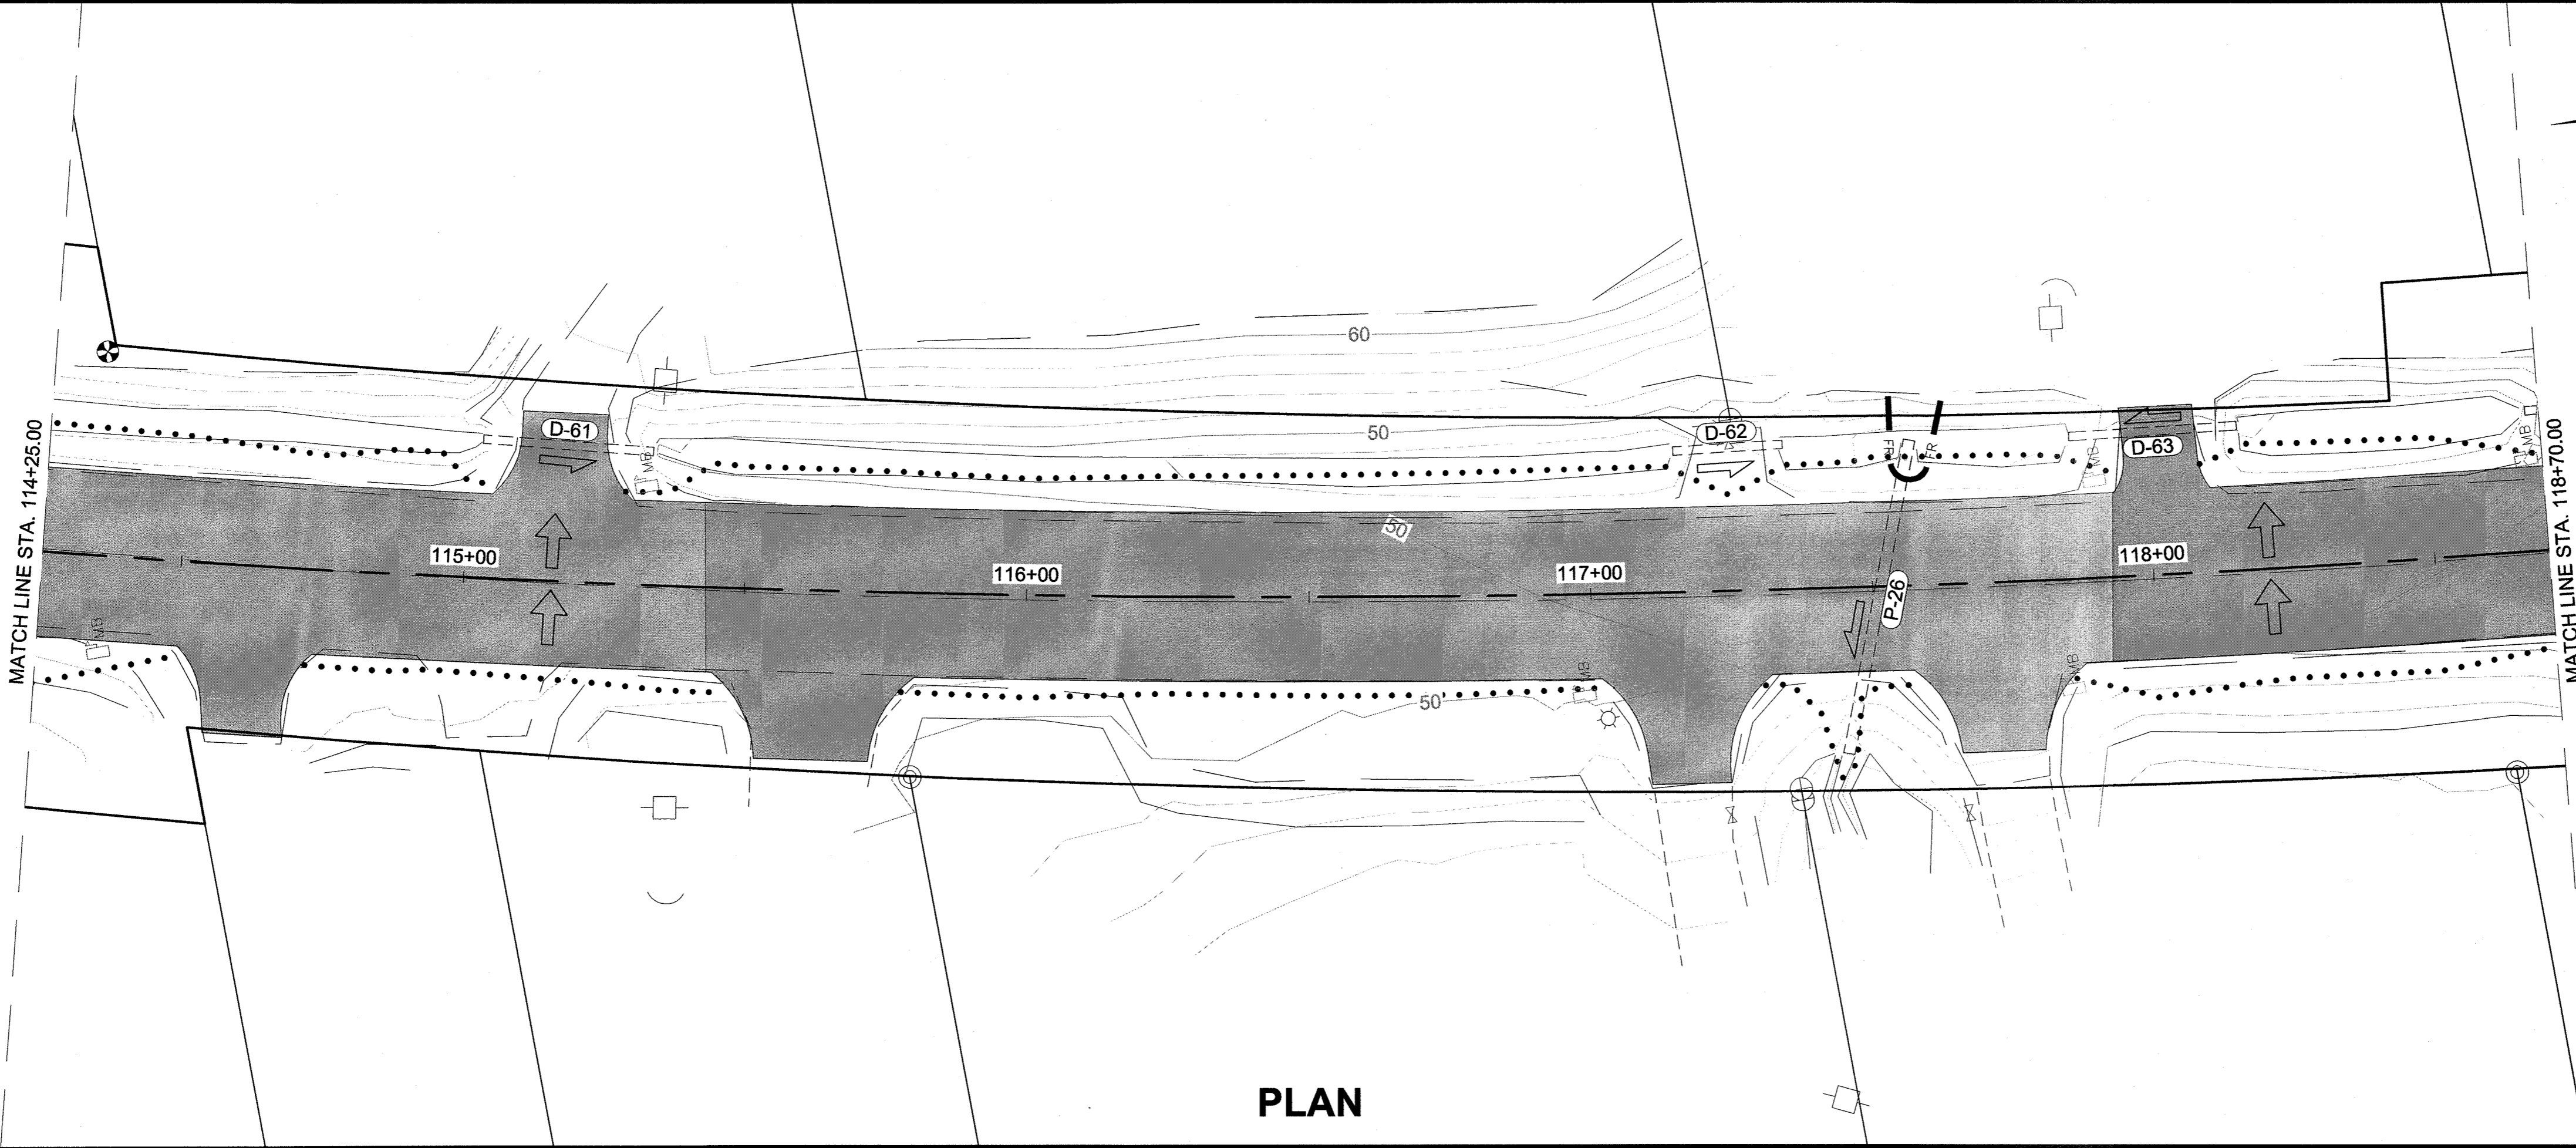 60
MATCH LINE STA. 114+25.00
MATCH LINE STA. 118+70.00
D-61
50
D-62
D-63
MB
FR
FR
MB
MB
50
115+00
116+00
117+00
118+00
P-26
MB
MB
MB
50
PLAN